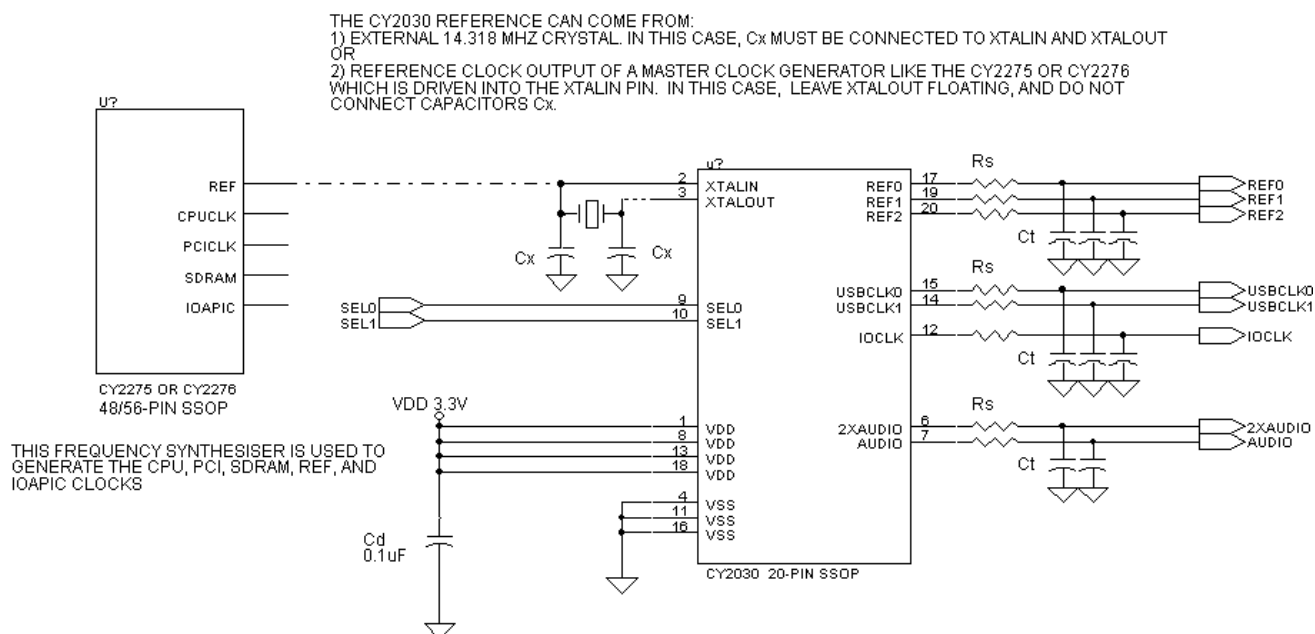 THE CY2030 REFERENCE CAN COME FROM:
1) EXTERNAL 14.318 MHZ CRYSTAL. IN THIS CASE, Cx MUST BE CONNECTED TO XTALIN AND XTALOUT
OR
2) REFERENCE CLOCK OUTPUT OF A MASTER CLOCK GENERATOR LIKE THE CY2275 OR CY2276
WHICH IS DRIVEN INTO THE XTALIN PIN. IN THIS CASE, LEAVE XTALOUT FLOATING, AND DO NOT
CONNECT CAPACITORS Cx.
U?
REF
CPUCLK
PCICLK
SDRAM
IOAPIC
CY2275 OR CY2276
48/56-PIN SSOP
THIS FREQUENCY SYNTHESISER IS USED TO
GENERATE THE CPU, PCI, SDRAM, REF, AND
IOAPIC CLOCKS
Cx
Cx
SEL0
SEL1
VDD 3.3V
Cd
0.1uF
u?
2 XTALIN
3 XTALOUT
9 SEL0
10 SEL1
1 VDD
8 VDD
13 VDD
18 VDD
4 VSS
11 VSS
16 VSS
REF0 17
REF1 19
REF2 20
USBCLK0 15
USBCLK1 14
IOCLK 12
2XAUDIO 6
AUDIO 7
CY2030 20-PIN SSOP
Rs
REF0
REF1
REF2
Ct
Rs
USBCLK0
USBCLK1
IOCLK
Ct
Rs
2XAUDIO
AUDIO
Ct